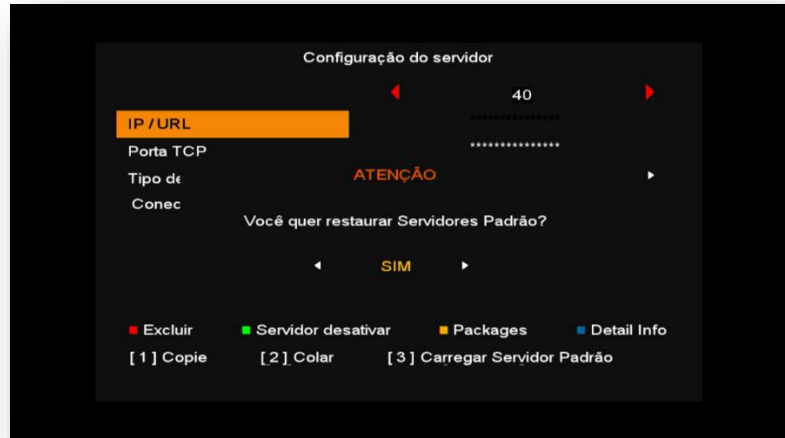 Configuração do servidor
40
IP / URL
***************
Porta TCP
***************
Tipo de
ATENÇÃO
Conec
Você quer restaurar Servidores Padrão?
SIM
Excluir Servidor desativar Packages Detail Info
[1] Copie [2] Colar [3] Carregar Servidor Padrão